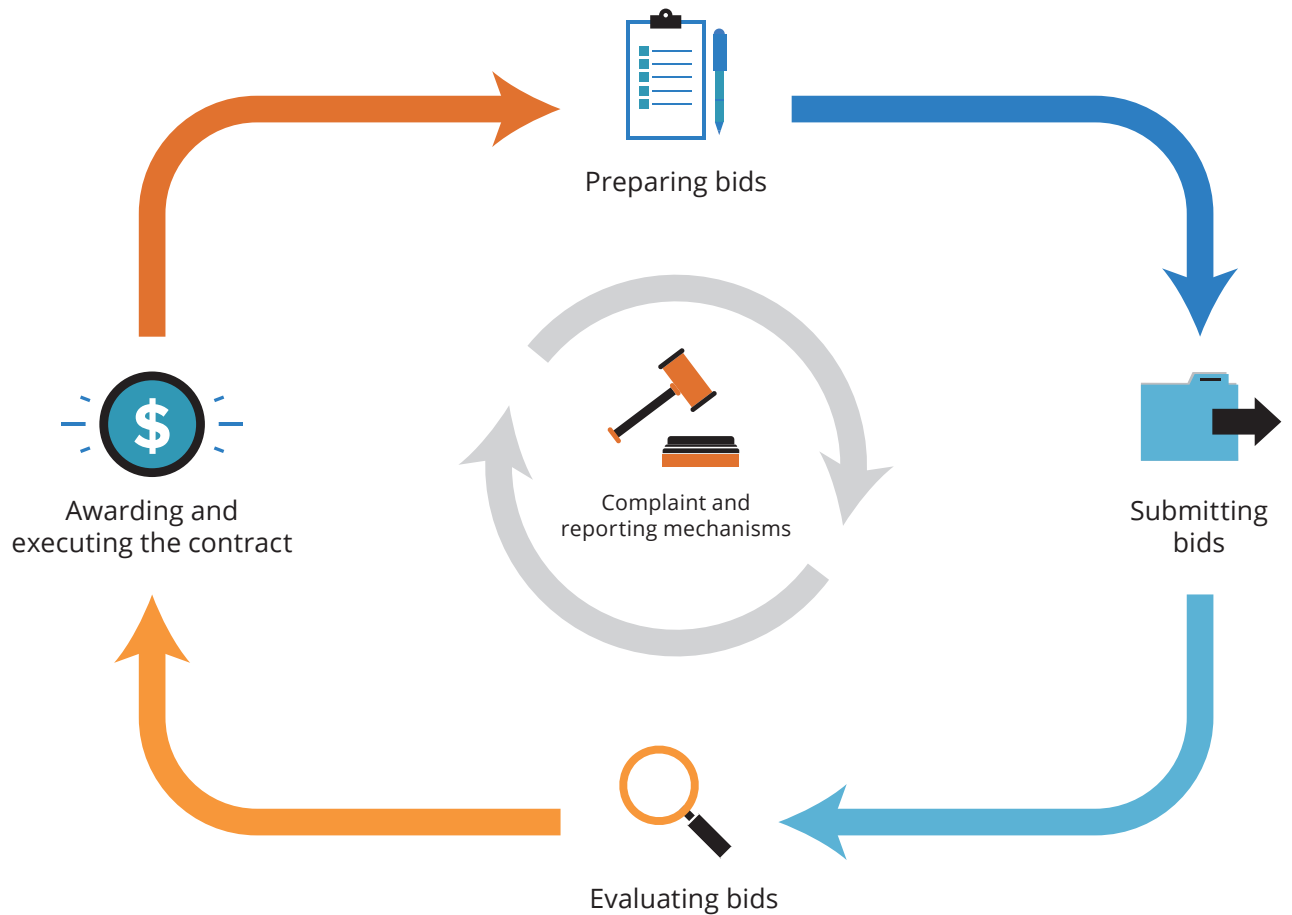 Preparing bids
$
Awarding and
executing the contract
Complaint and
reporting mechanisms
Submitting
bids
Evaluating bids